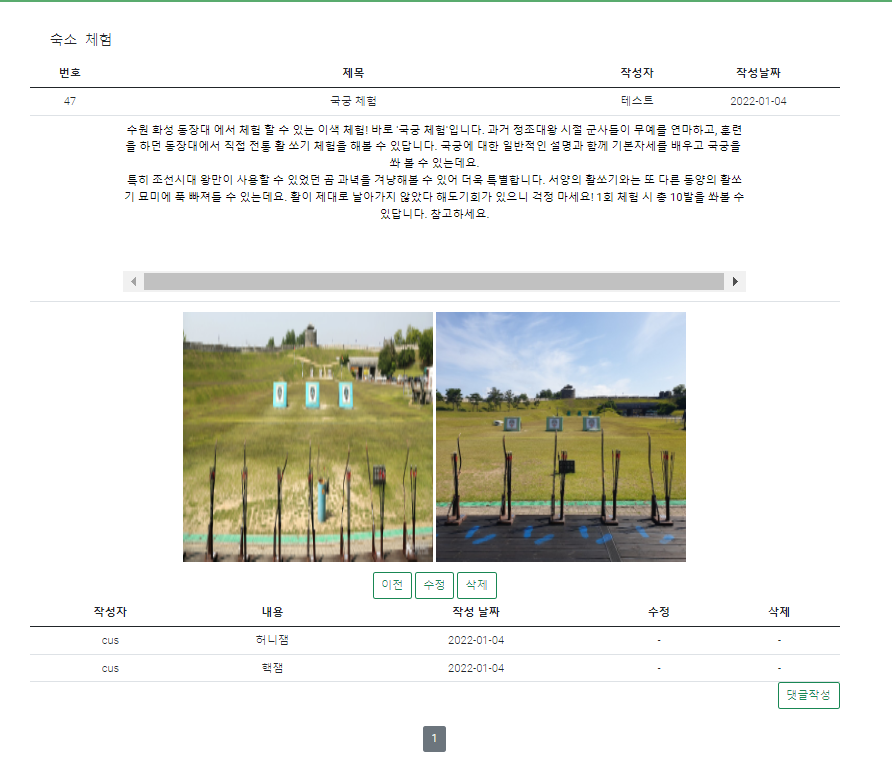 숙소 체험
번호 제목 작성자 작성날짜
47 국궁 체험 테스트 2022-01-04
수원 화성 동장대 에서 체험 할 수 있는 이색 체험! 바로 '국궁 체험'입니다. 과거 정조대왕 시절 군사들이 무예를 연마하고, 훈련
을 하던 동장대에서 직접 전통 활 쏘기 체험을 해볼 수 있답니다. 국궁에 대한 일반적인 설명과 함께 기본자세를 배우고 국궁을
쏴 볼 수 있는데요.
특히 조선시대 왕만이 사용할 수 있었던 곰 과녁을 겨냥해볼 수 있어 더욱 특별합니다. 서양의 활쏘기와는 또 다른 동양의 활쏘
기 묘미에 푹 빠져들 수 있는데요. 활이 제대로 날아가지 않았다 해도기회가 있으니 걱정 마세요! 1회 체험 시 총 10발을 쏴볼 수
있답니다. 참고하세요.
이전 수정 삭제
작성자 내용 작성 날짜 수정 삭제
cus 허니잼 2022-01-04 - -
cus 핵잼 2022-01-04 - -
댓글작성
1